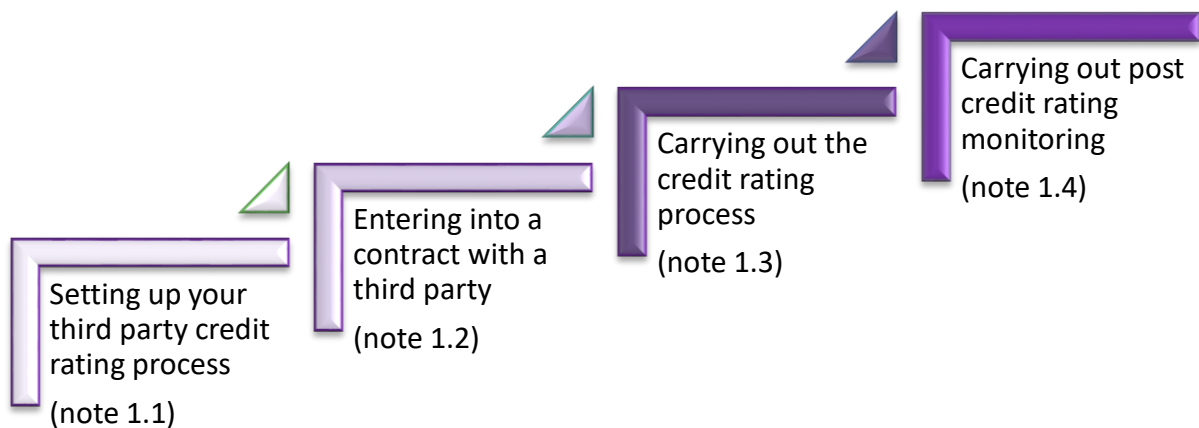 Setting up your
third party credit
rating process
(note 1.1)
Entering into a
contract with a
third party
(note 1.2)
Carrying out the
credit rating
process
(note 1.3)
Carrying out post
credit rating
monitoring
(note 1.4)